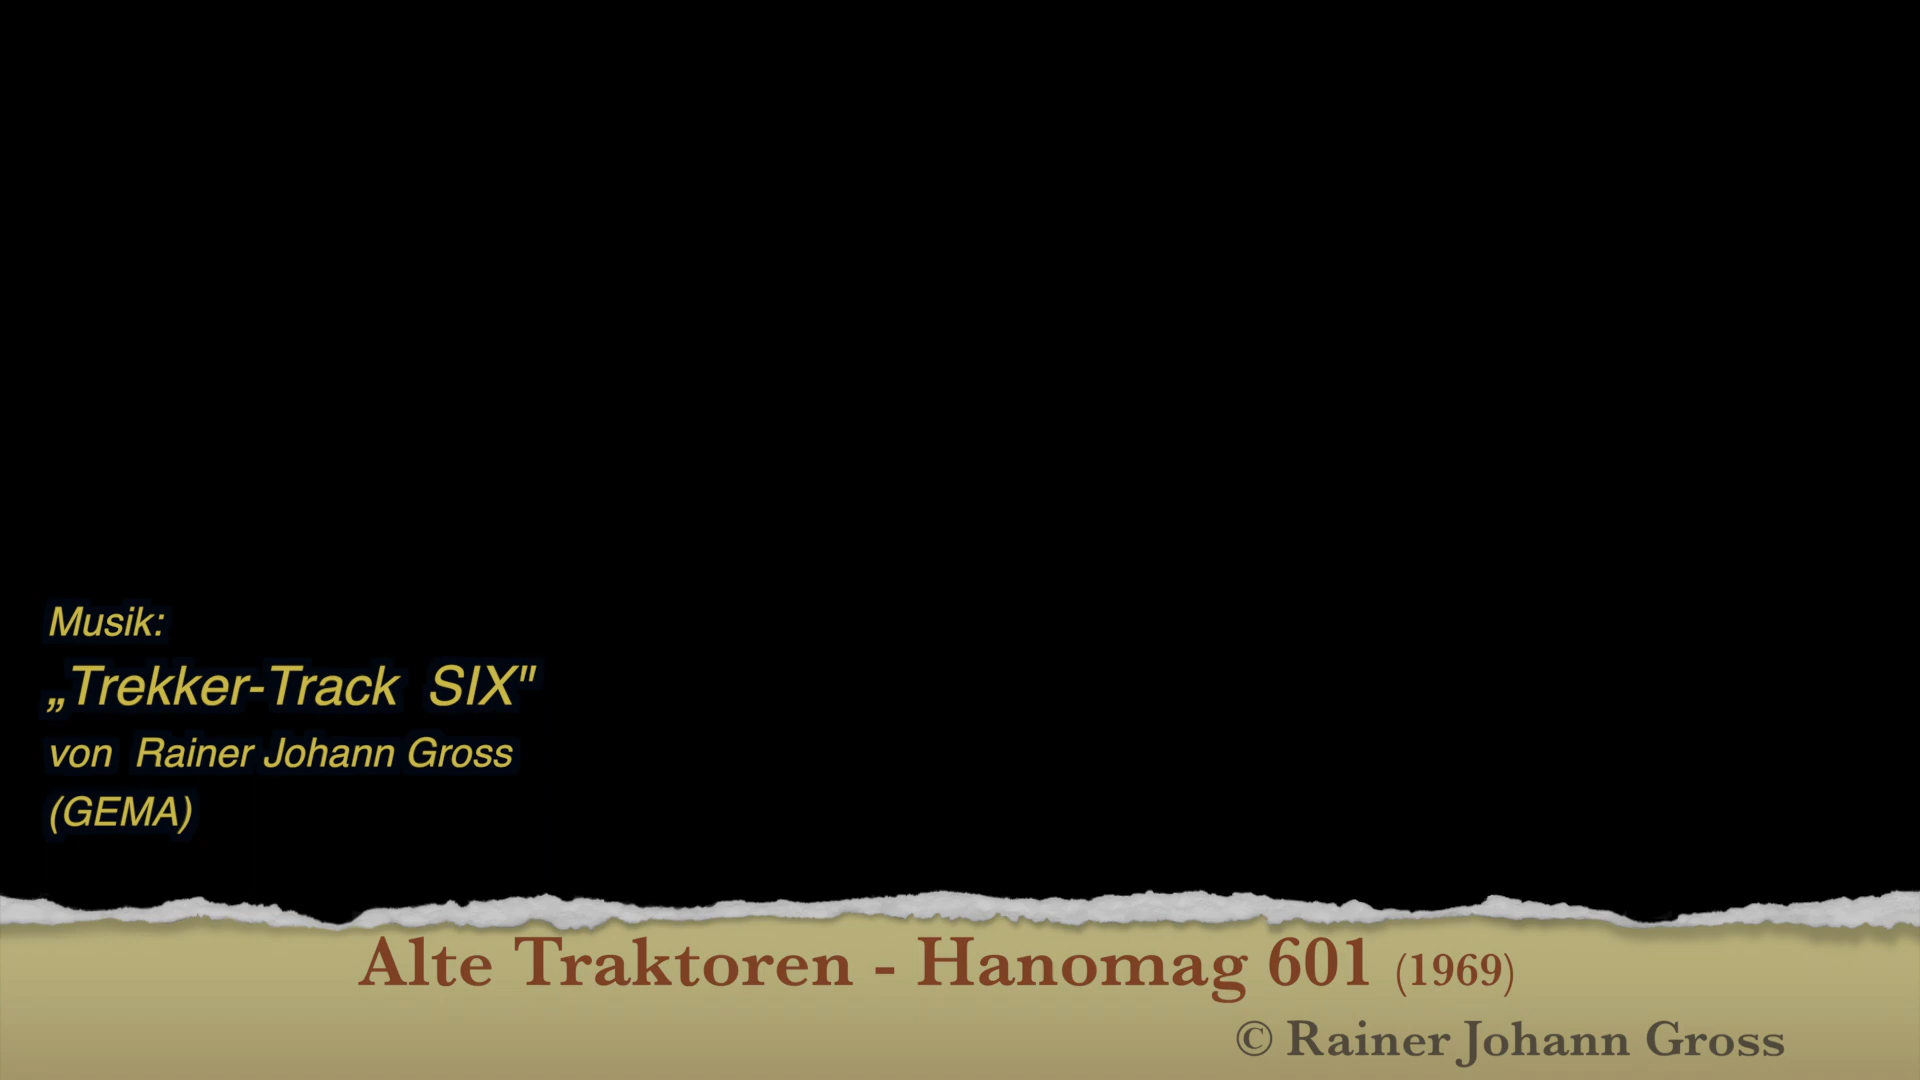 Musik:
„Trekker-Track SIX"
von Rainer Johann Gross
(GEMA)
Alte Traktoren - Hanomag 601 (1969)
© Rainer Johann Gross